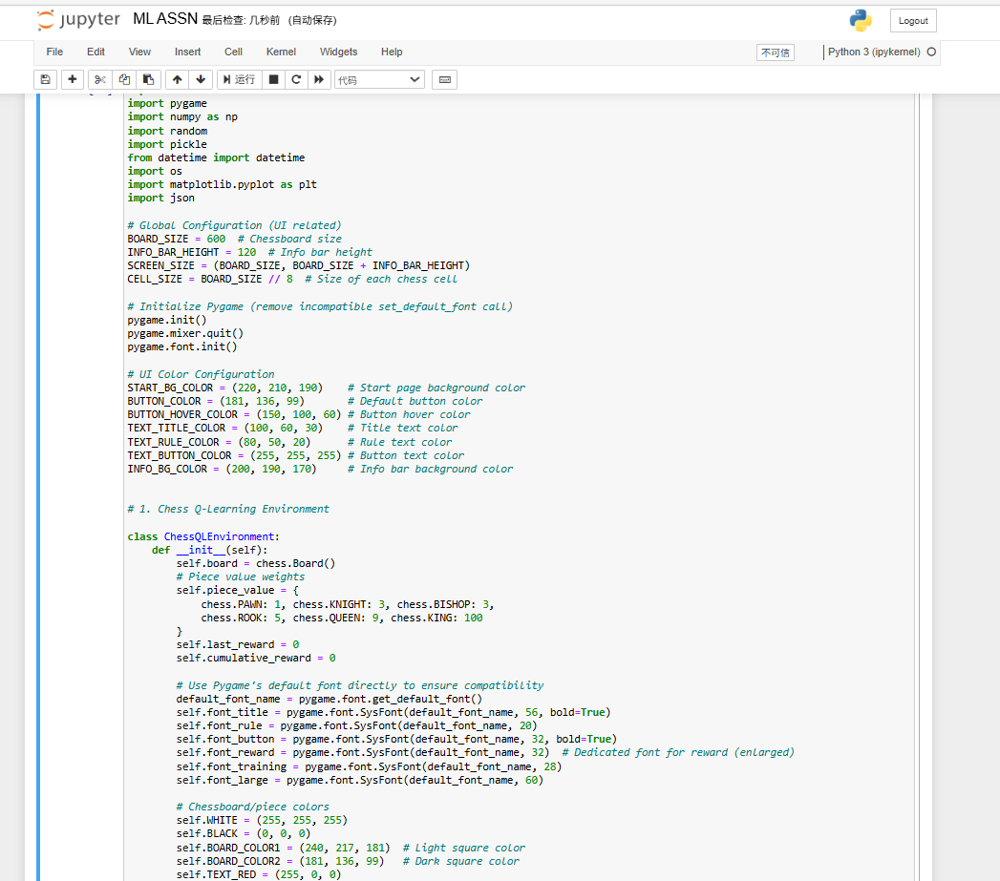 jupyter ML ASSN 最后检查: 几秒前 (自动保存) Logout
File Edit View Insert Cell Kernel Widgets Help 不可信 Python 3 (ipykernel)
运行 代码
import pygame
import numpy as np
import random
import pickle
from datetime import datetime
import os
import matplotlib.pyplot as plt
import json
# Global Configuration (UI related)
BOARD_SIZE = 600  # Chessboard size
INFO_BAR_HEIGHT = 120  # Info bar height
SCREEN_SIZE = (BOARD_SIZE, BOARD_SIZE + INFO_BAR_HEIGHT)
CELL_SIZE = BOARD_SIZE // 8  # Size of each chess cell
# Initialize Pygame (remove incompatible set_default_font call)
pygame.init()
pygame.mixer.quit()
pygame.font.init()
# UI Color Configuration
START_BG_COLOR = (220, 210, 190)    # Start page background color
BUTTON_COLOR = (181, 136, 99)       # Default button color
BUTTON_HOVER_COLOR = (150, 100, 60) # Button hover color
TEXT_TITLE_COLOR = (100, 60, 30)    # Title text color
TEXT_RULE_COLOR = (80, 50, 20)      # Rule text color
TEXT_BUTTON_COLOR = (255, 255, 255) # Button text color
INFO_BG_COLOR = (200, 190, 170)     # Info bar background color
# 1. Chess Q-Learning Environment
class ChessQLEnvironment:
    def __init__(self):
        self.board = chess.Board()
        # Piece value weights
        self.piece_value = {
            chess.PAWN: 1, chess.KNIGHT: 3, chess.BISHOP: 3,
            chess.ROOK: 5, chess.QUEEN: 9, chess.KING: 100
        }
        self.last_reward = 0
        self.cumulative_reward = 0
        # Use Pygame's default font directly to ensure compatibility
        default_font_name = pygame.font.get_default_font()
        self.font_title = pygame.font.SysFont(default_font_name, 56, bold=True)
        self.font_rule = pygame.font.SysFont(default_font_name, 20)
        self.font_button = pygame.font.SysFont(default_font_name, 32, bold=True)
        self.font_reward = pygame.font.SysFont(default_font_name, 32)  # Dedicated font for reward (enlarged)
        self.font_training = pygame.font.SysFont(default_font_name, 28)
        self.font_large = pygame.font.SysFont(default_font_name, 60)
        # Chessboard/piece colors
        self.WHITE = (255, 255, 255)
        self.BLACK = (0, 0, 0)
        self.BOARD_COLOR1 = (240, 217, 181)  # Light square color
        self.BOARD_COLOR2 = (181, 136, 99)   # Dark square color
        self.TEXT_RED = (255, 0, 0)